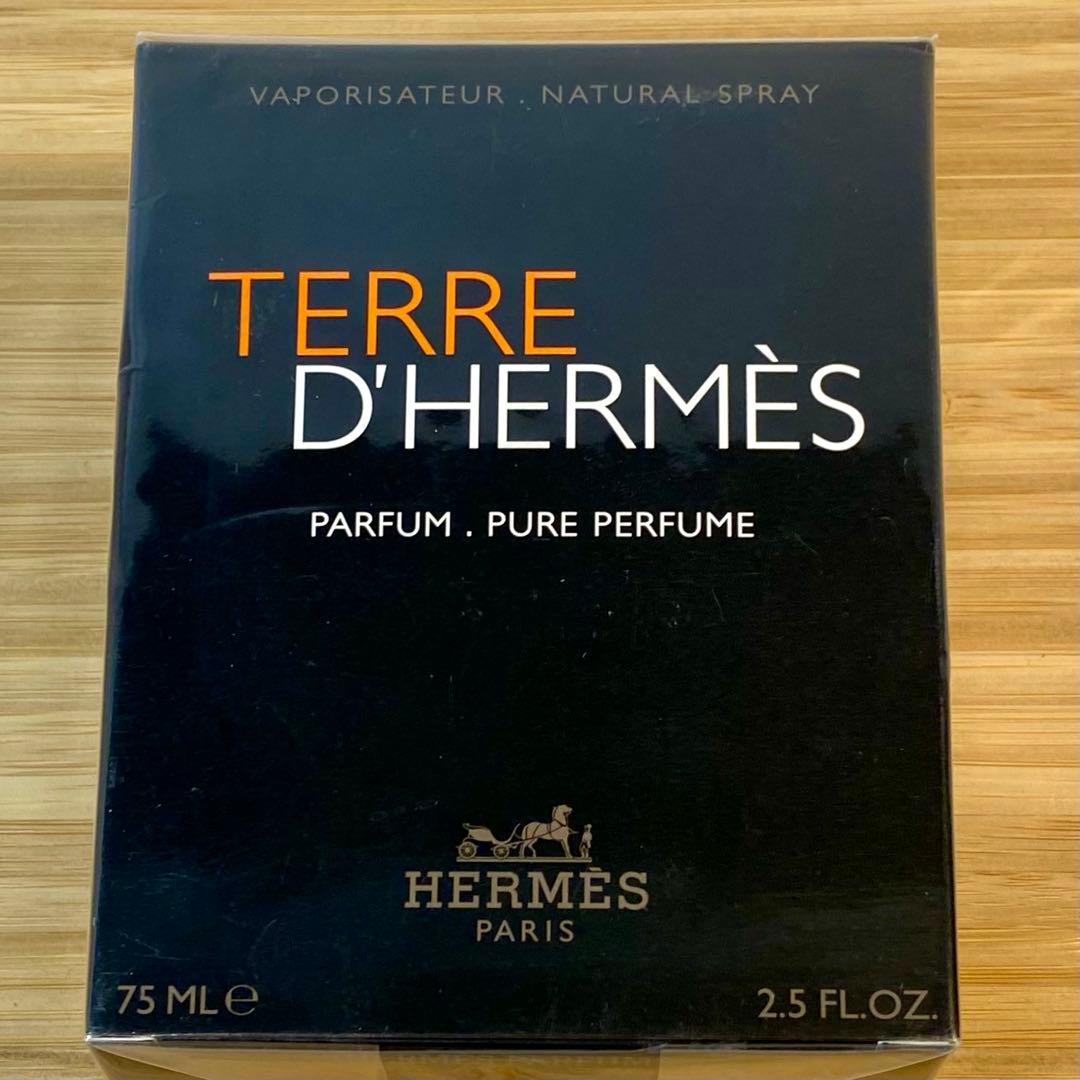 VAPORISATEUR . NATURAL SPRAY
TERRE
D'HERMÈS
PARFUM . PURE PERFUME
HERMÈS
PARIS
75 ML ℮
2.5 FL.OZ.